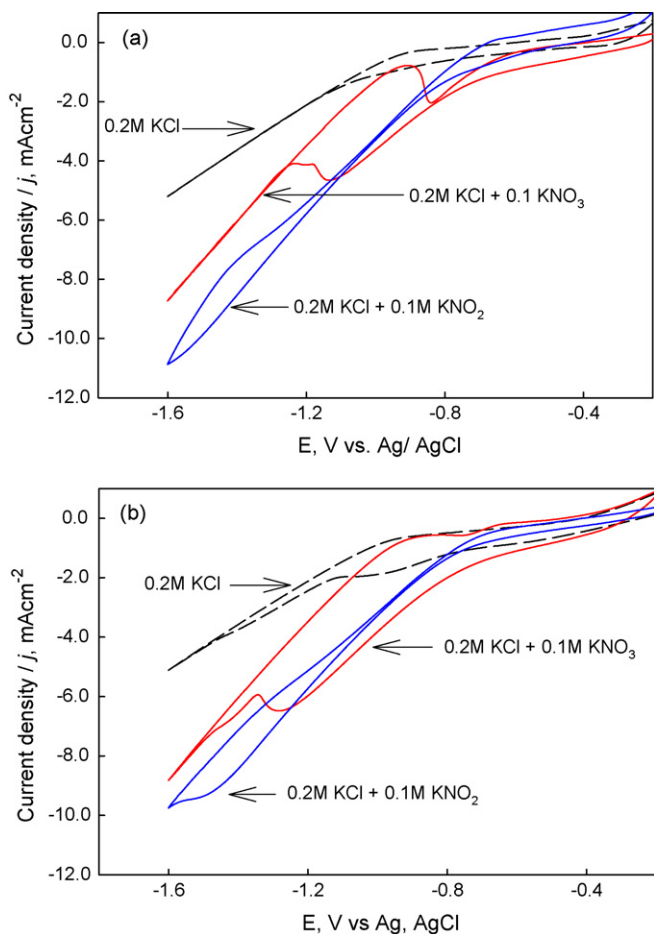 (a)
0.0
-2.0
-4.0
-6.0
-8.0
-10.0
-12.0
Current density / j, mAcm⁻²
0.2M KCl
0.2M KCl + 0.1 KNO₃
0.2M KCl + 0.1M KNO₂
-1.6 -1.2 -0.8 -0.4
E, V vs. Ag/ AgCl
(b)
0.0
-2.0
-4.0
-6.0
-8.0
-10.0
-12.0
Current density / j, mAcm⁻²
0.2M KCl
0.2M KCl + 0.1M KNO₃
0.2M KCl + 0.1M KNO₂
-1.6 -1.2 -0.8 -0.4
E, V vs Ag, AgCl